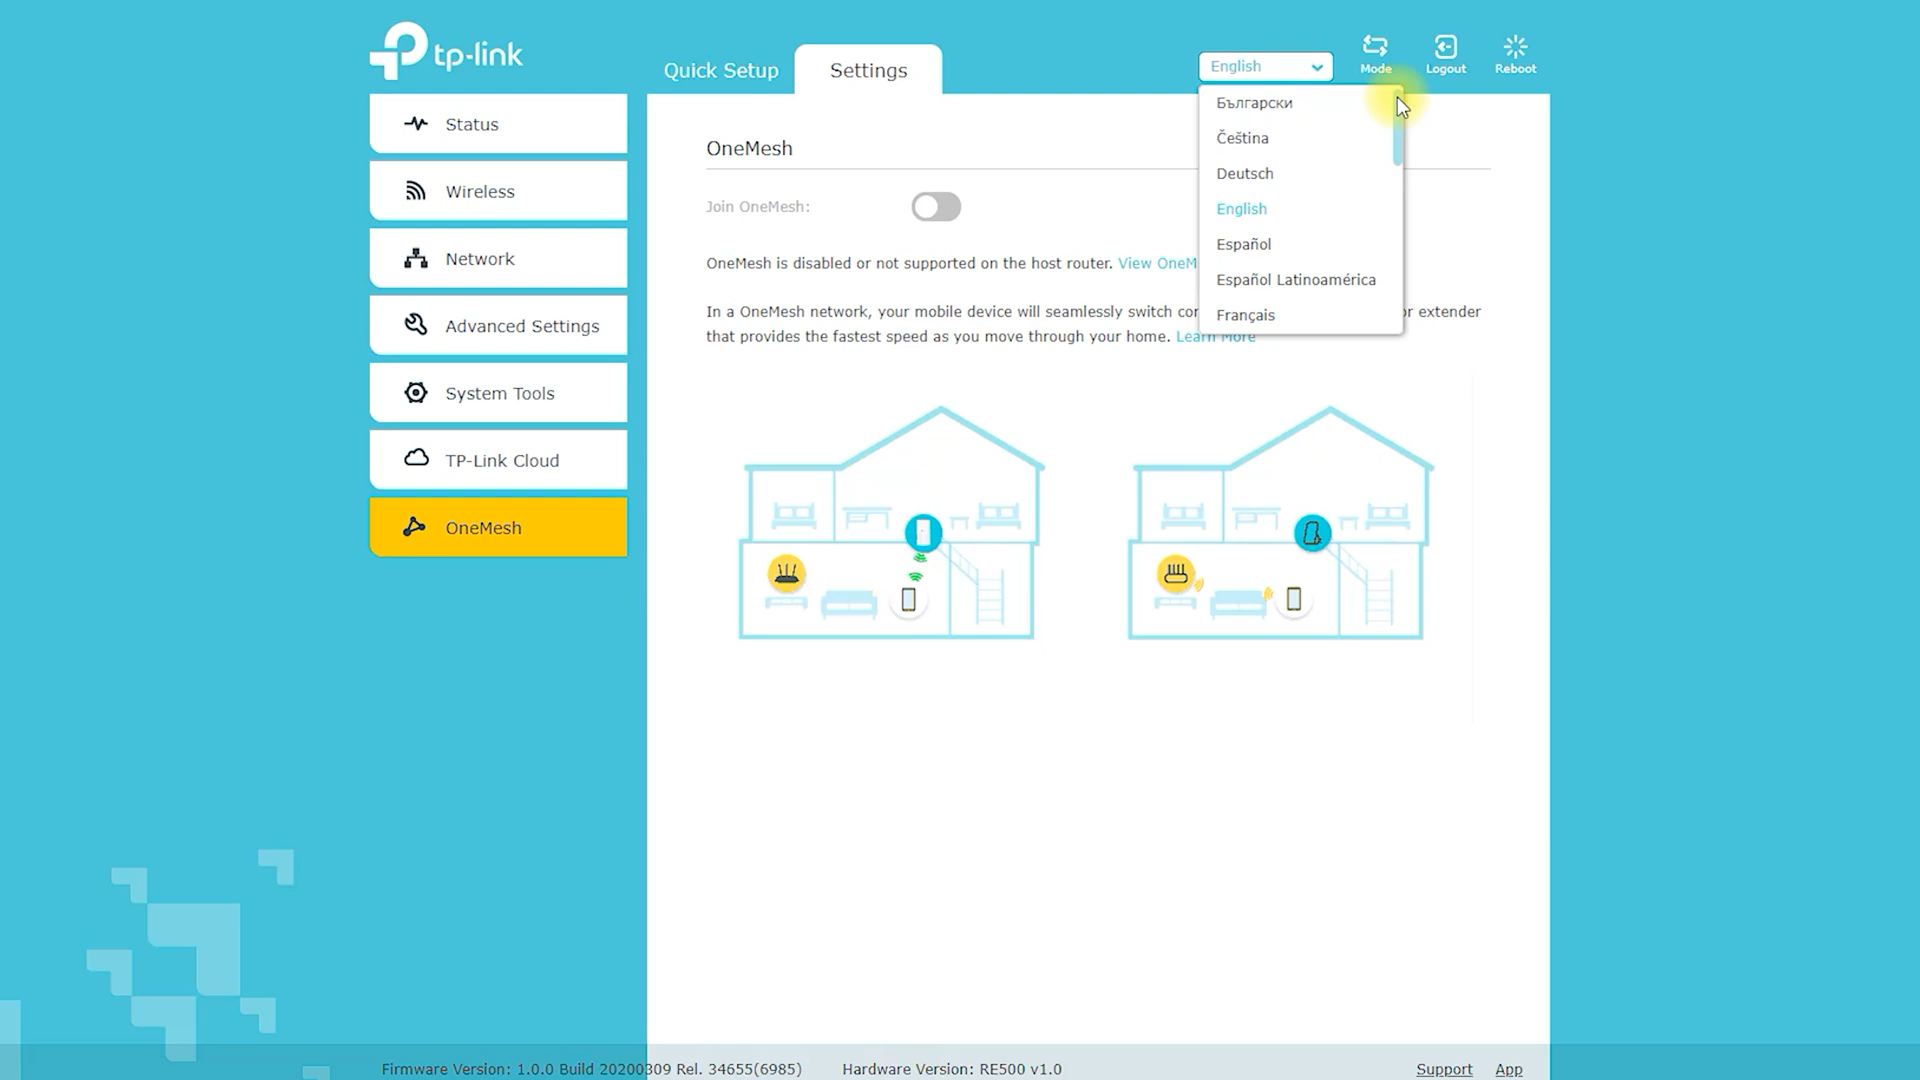 tp-link
Quick Setup
Settings
English
Mode
Logout
Reboot
Български
Čeština
Deutsch
English
Español
Español Latinoamérica
Français
Status
Wireless
Network
Advanced Settings
System Tools
TP-Link Cloud
OneMesh
OneMesh
Join OneMesh:
OneMesh is disabled or not supported on the host router. View OneM
In a OneMesh network, your mobile device will seamlessly switch con or extender
that provides the fastest speed as you move through your home. Learn More
Firmware Version: 1.0.0 Build 20200309 Rel. 34655(6985) Hardware Version: RE500 v1.0 Support App